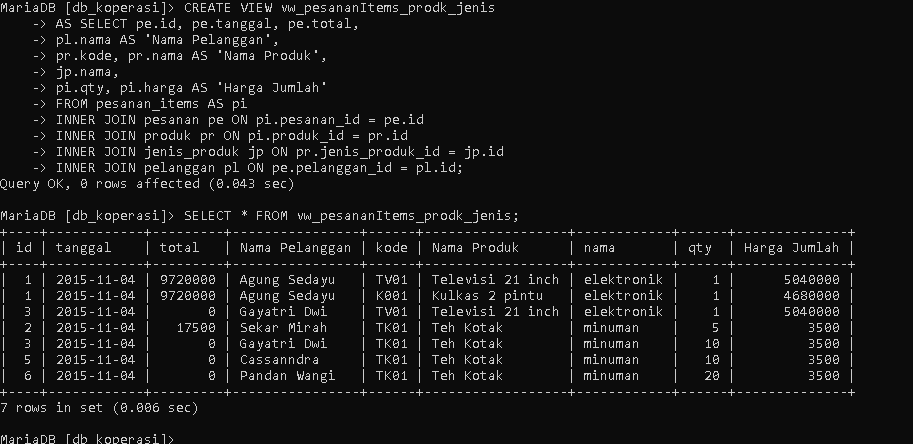 MariaDB [db_koperasi]> CREATE VIEW vw_pesananItems_prodk_jenis
    -> AS SELECT pe.id, pe.tanggal, pe.total,
    -> pl.nama AS 'Nama Pelanggan',
    -> pr.kode, pr.nama AS 'Nama Produk',
    -> jp.nama,
    -> pi.qty, pi.harga AS 'Harga Jumlah'
    -> FROM pesanan_items AS pi
    -> INNER JOIN pesanan pe ON pi.pesanan_id = pe.id
    -> INNER JOIN produk pr ON pi.produk_id = pr.id
    -> INNER JOIN jenis_produk jp ON pr.jenis_produk_id = jp.id
    -> INNER JOIN pelanggan pl ON pe.pelanggan_id = pl.id;
Query OK, 0 rows affected (0.043 sec)

MariaDB [db_koperasi]> SELECT * FROM vw_pesananItems_prodk_jenis;
+----+------------+---------+----------------+------+------------------+------------+------+--------------+
| id | tanggal    | total   | Nama Pelanggan | kode | Nama Produk      | nama       | qty  | Harga Jumlah |
+----+------------+---------+----------------+------+------------------+------------+------+--------------+
|  1 | 2015-11-04 | 9720000 | Agung Sedayu   | TV01 | Televisi 21 inch | elektronik |    1 |      5040000 |
|  1 | 2015-11-04 | 9720000 | Agung Sedayu   | K001 | Kulkas 2 pintu   | elektronik |    1 |      4680000 |
|  3 | 2015-11-04 |       0 | Gayatri Dwi    | TV01 | Televisi 21 inch | elektronik |    1 |      5040000 |
|  2 | 2015-11-04 |   17500 | Sekar Mirah    | TK01 | Teh Kotak        | minuman    |    5 |         3500 |
|  3 | 2015-11-04 |       0 | Gayatri Dwi    | TK01 | Teh Kotak        | minuman    |   10 |         3500 |
|  5 | 2015-11-04 |       0 | Cassanndra     | TK01 | Teh Kotak        | minuman    |   10 |         3500 |
|  6 | 2015-11-04 |       0 | Pandan Wangi   | TK01 | Teh Kotak        | minuman    |   20 |         3500 |
+----+------------+---------+----------------+------+------------------+------------+------+--------------+
7 rows in set (0.006 sec)

MariaDB [db_koperasi]>